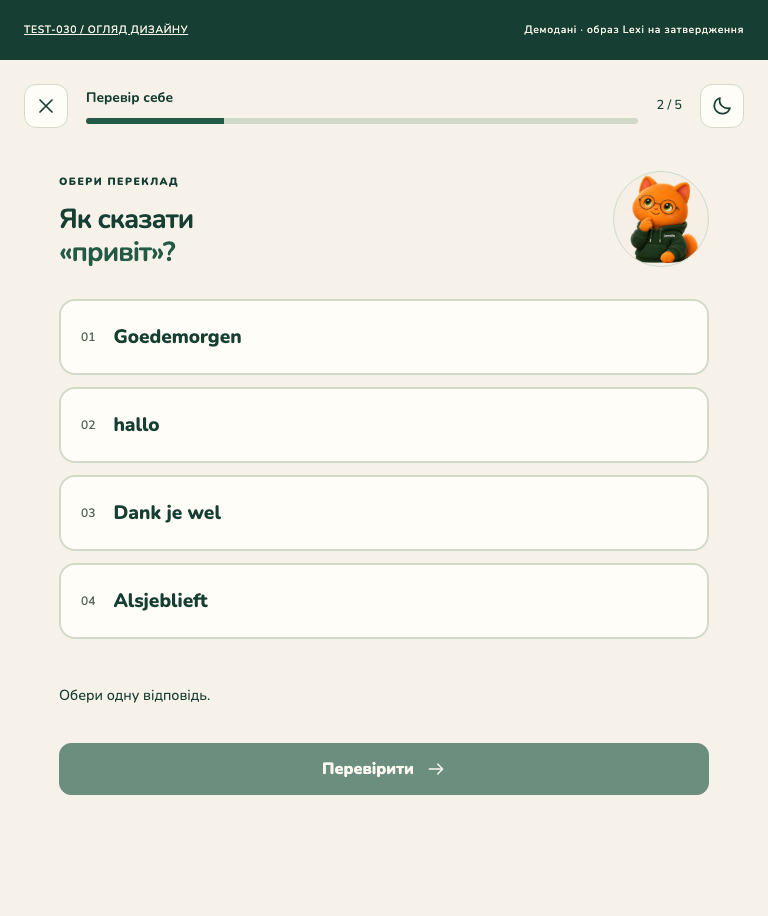 TEST-030 / ОГЛЯД ДИЗАЙНУ
Демодані · образ Lexi на затвердження
Перевір себе
2 / 5
ОБЕРИ ПЕРЕКЛАД
Як сказати
«привіт»?
01 Goedemorgen
02 hallo
03 Dank je wel
04 Alsjeblieft
Обери одну відповідь.
Перевірити →